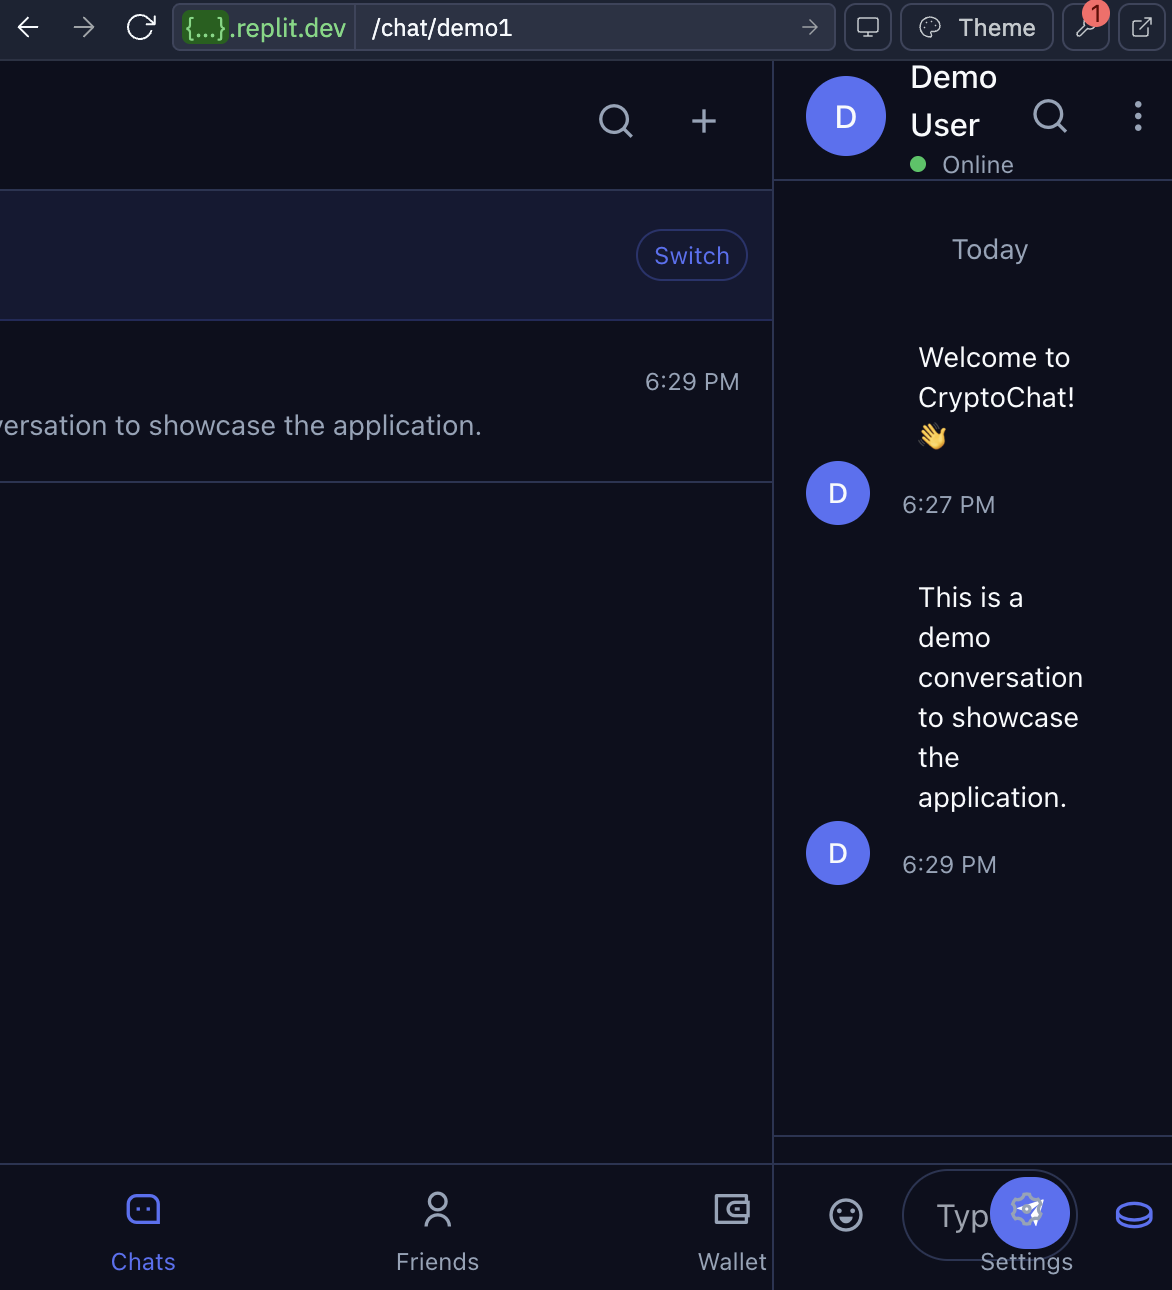 {...}.replit.dev /chat/demo1 Theme 1
Demo
User
D
Online
Switch
6:29 PM
versation to showcase the application.
Today
Welcome to
CryptoChat!
👋
D
6:27 PM
This is a
demo
conversation
to showcase
the
application.
D
6:29 PM
Typ
Chats Friends Wallet Settings